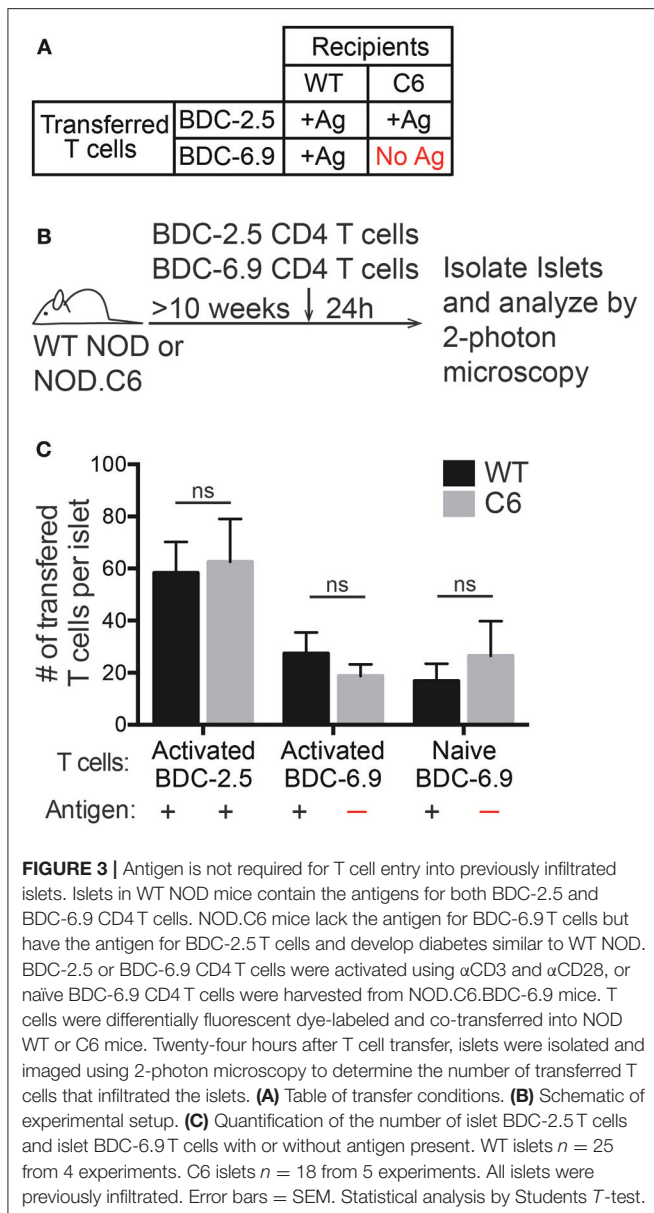 A
Recipients
WT C6
Transferred T cells BDC-2.5 +Ag +Ag
BDC-6.9 +Ag No Ag
B
BDC-2.5 CD4 T cells
BDC-6.9 CD4 T cells
>10 weeks 24h
WT NOD or
NOD.C6
Isolate Islets
and analyze by
2-photon
microscopy
C
# of transfered
T cells per islet
100
80
60
40
20
0
ns ns ns
WT
C6
T cells: Activated BDC-2.5 Activated BDC-6.9 Naive BDC-6.9
Antigen: + + + — + —
FIGURE 3 | Antigen is not required for T cell entry into previously infiltrated
islets. Islets in WT NOD mice contain the antigens for both BDC-2.5 and
BDC-6.9 CD4 T cells. NOD.C6 mice lack the antigen for BDC-6.9 T cells but
have the antigen for BDC-2.5 T cells and develop diabetes similar to WT NOD.
BDC-2.5 or BDC-6.9 CD4 T cells were activated using αCD3 and αCD28, or
naïve BDC-6.9 CD4 T cells were harvested from NOD.C6.BDC-6.9 mice. T
cells were differentially fluorescent dye-labeled and co-transferred into NOD
WT or C6 mice. Twenty-four hours after T cell transfer, islets were isolated and
imaged using 2-photon microscopy to determine the number of transferred T
cells that infiltrated the islets. (A) Table of transfer conditions. (B) Schematic of
experimental setup. (C) Quantification of the number of islet BDC-2.5 T cells
and islet BDC-6.9 T cells with or without antigen present. WT islets n = 25
from 4 experiments. C6 islets n = 18 from 5 experiments. All islets were
previously infiltrated. Error bars = SEM. Statistical analysis by Students T-test.